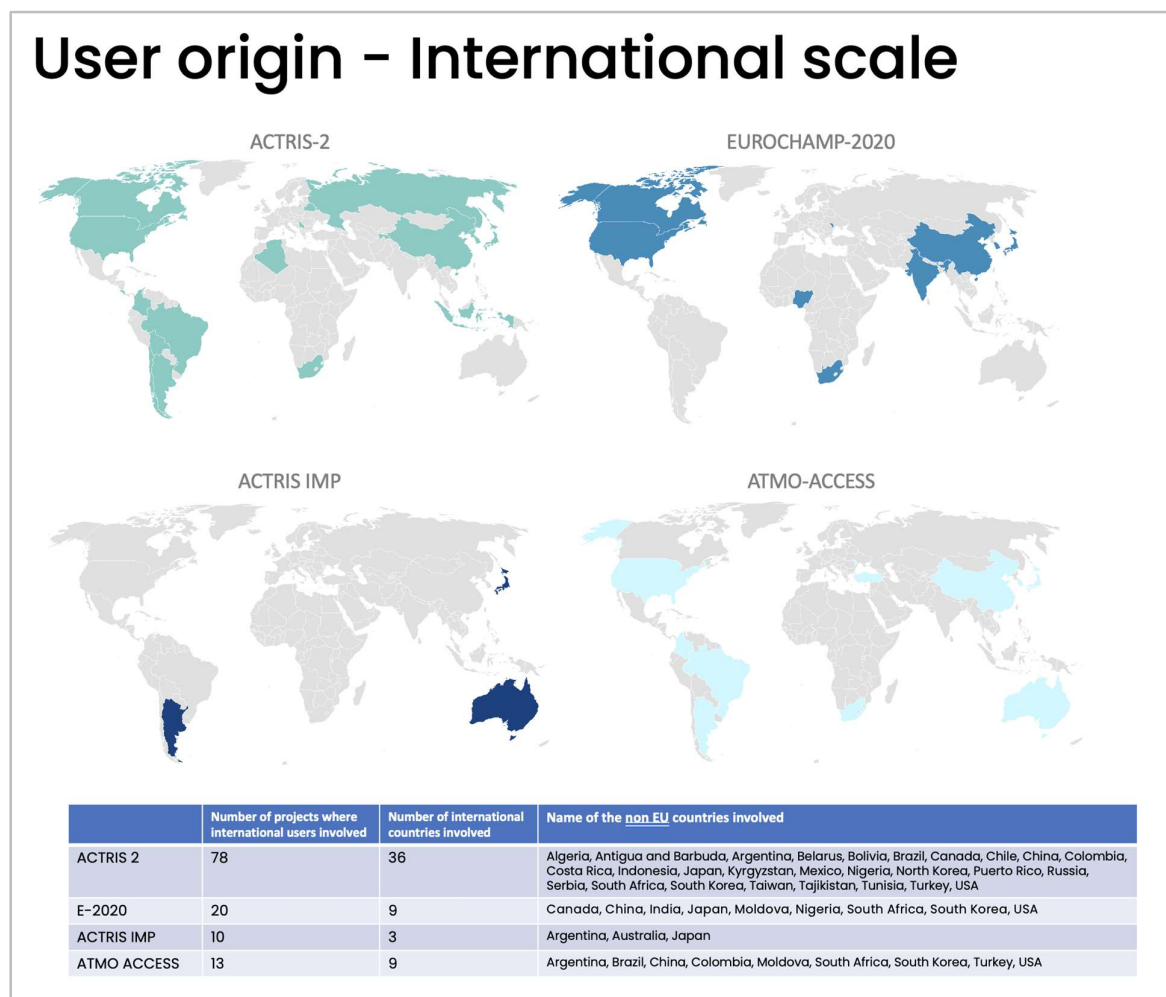 User origin - International scale
ACTRIS-2
EUROCHAMP-2020
ACTRIS IMP
ATMO-ACCESS
Number of projects where international users involved
Number of international countries involved
Name of the non EU countries involved
ACTRIS 2
78
36
Algeria, Antigua and Barbuda, Argentina, Belarus, Bolivia, Brazil, Canada, Chile, China, Colombia,
Costa Rica, Indonesia, Japan, Kyrgyzstan, Mexico, Nigeria, North Korea, Puerto Rico, Russia,
Serbia, South Africa, South Korea, Taiwan, Tajikistan, Tunisia, Turkey, USA
E-2020
20
9
Canada, China, India, Japan, Moldova, Nigeria, South Africa, South Korea, USA
ACTRIS IMP
10
3
Argentina, Australia, Japan
ATMO ACCESS
13
9
Argentina, Brazil, China, Colombia, Moldova, South Africa, South Korea, Turkey, USA